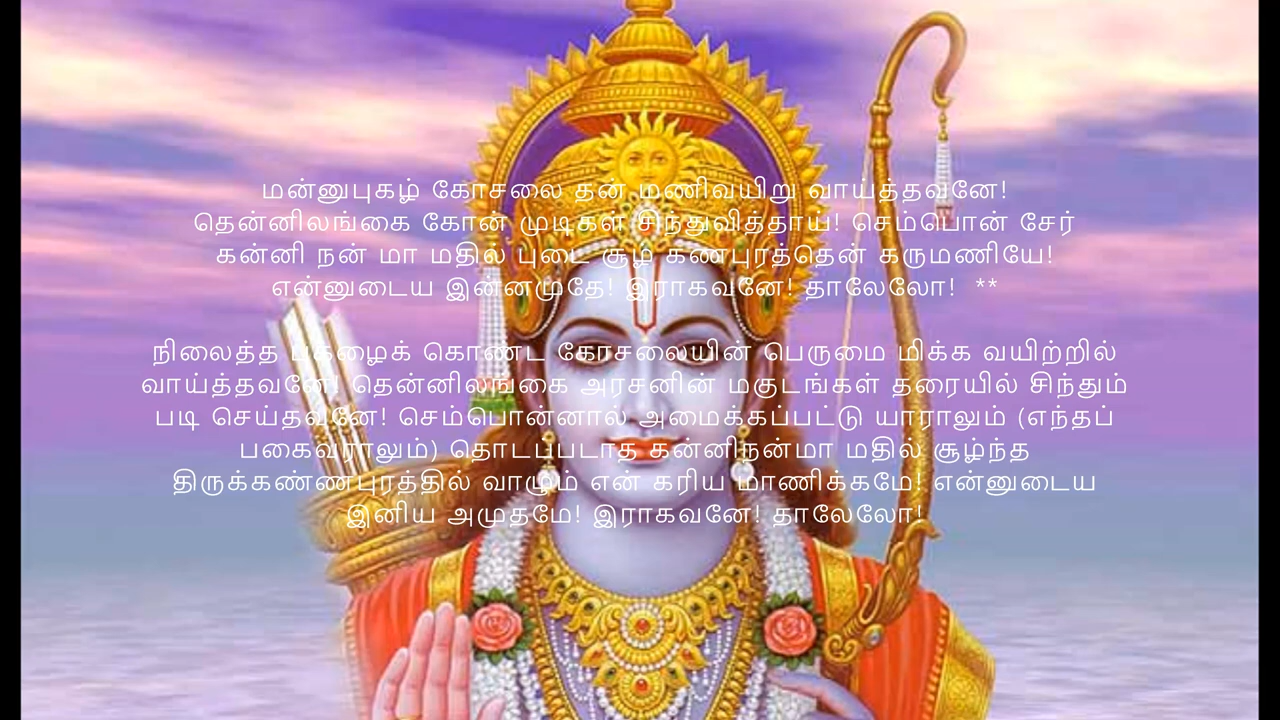 மன்னுபுகழ் கோசலை தன் மணிவயிறு வாய்த்தவனே!
தென்னிலங்கை கோன் முடிகள் சிந்துவித்தாய்! செம்பொன் சேர்
கன்னி நன் மா மதில் புடை சூழ் கணபுரத்தென் கருமணியே!
என்னுடைய இன்னமுதே! இராகவனே! தாலேலோ! **
நிலைத்த புகழைக் கொண்ட கோசலையின் பெருமை மிக்க வயிற்றில்
வாய்த்தவனே! தென்னிலங்கை அரசனின் மகுடங்கள் தரையில் சிந்தும்
படி செய்தவனே! செம்பொன்னால் அமைக்கப்பட்டு யாராலும் (எந்தப்
பகைவராலும்) தொடப்படாத கன்னிநன்மா மதில் சூழ்ந்த
திருக்கண்ணபுரத்தில் வாழும் என் கரிய மாணிக்கமே! என்னுடைய
இனிய அமுதமே! இராகவனே! தாலேலோ!